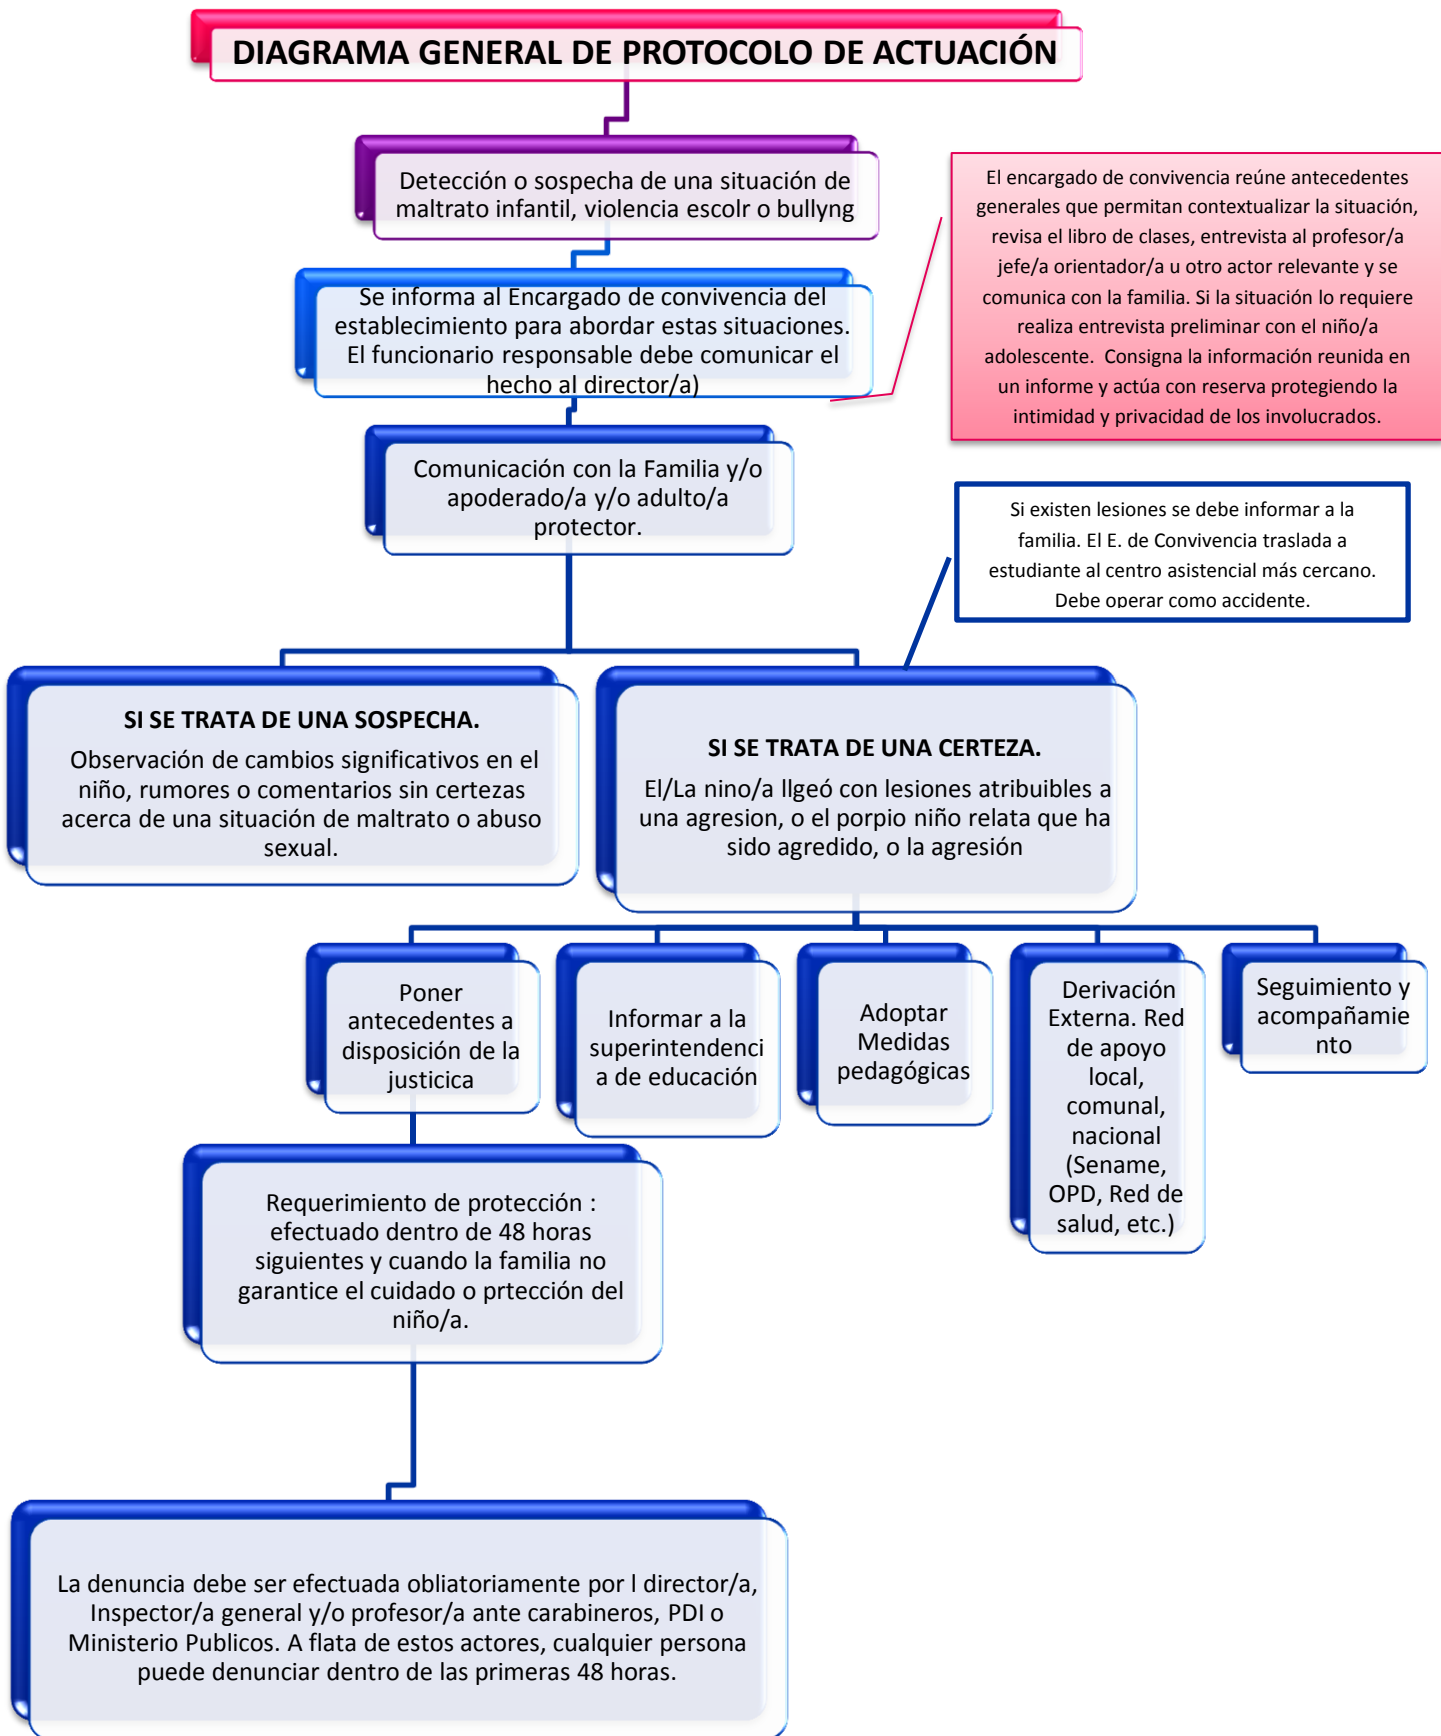 DIAGRAMA GENERAL DE PROTOCOLO DE ACTUACIÓN
Detección o sospecha de una situación de
maltrato infantil, violencia escolr o bullyng
El encargado de convivencia reúne antecedentes
generales que permitan contextualizar la situación,
revisa el libro de clases, entrevista al profesor/a
jefe/a orientador/a u otro actor relevante y se
comunica con la familia. Si la situación lo requiere
realiza entrevista preliminar con el niño/a
adolescente. Consigna la información reunida en
un informe y actúa con reserva protegiendo la
intimidad y privacidad de los involucrados.
Se informa al Encargado de convivencia del
establecimiento para abordar estas situaciones.
El funcionario responsable debe comunicar el
hecho al director/a)
Comunicación con la Familia y/o
apoderado/a y/o adulto/a
protector.
Si existen lesiones se debe informar a la
familia. El E. de Convivencia traslada a
estudiante al centro asistencial más cercano.
Debe operar como accidente.
SI SE TRATA DE UNA SOSPECHA.
Observación de cambios significativos en el
niño, rumores o comentarios sin certezas
acerca de una situación de maltrato o abuso
sexual.
SI SE TRATA DE UNA CERTEZA.
El/La nino/a llgeó con lesiones atribuibles a
una agresion, o el porpio niño relata que ha
sido agredido, o la agresión
Poner
antecedentes a
disposición de la
justicica
Informar a la
superintendenci
a de educación
Adoptar
Medidas
pedagógicas
Derivación
Externa. Red
de apoyo
local,
comunal,
nacional
(Sename,
OPD, Red de
salud, etc.)
Seguimiento y
acompañamie
nto
Requerimiento de protección :
efectuado dentro de 48 horas
siguientes y cuando la familia no
garantice el cuidado o prtección del
niño/a.
La denuncia debe ser efectuada obliatoriamente por l director/a,
Inspector/a general y/o profesor/a ante carabineros, PDI o
Ministerio Publicos. A flata de estos actores, cualquier persona
puede denunciar dentro de las primeras 48 horas.